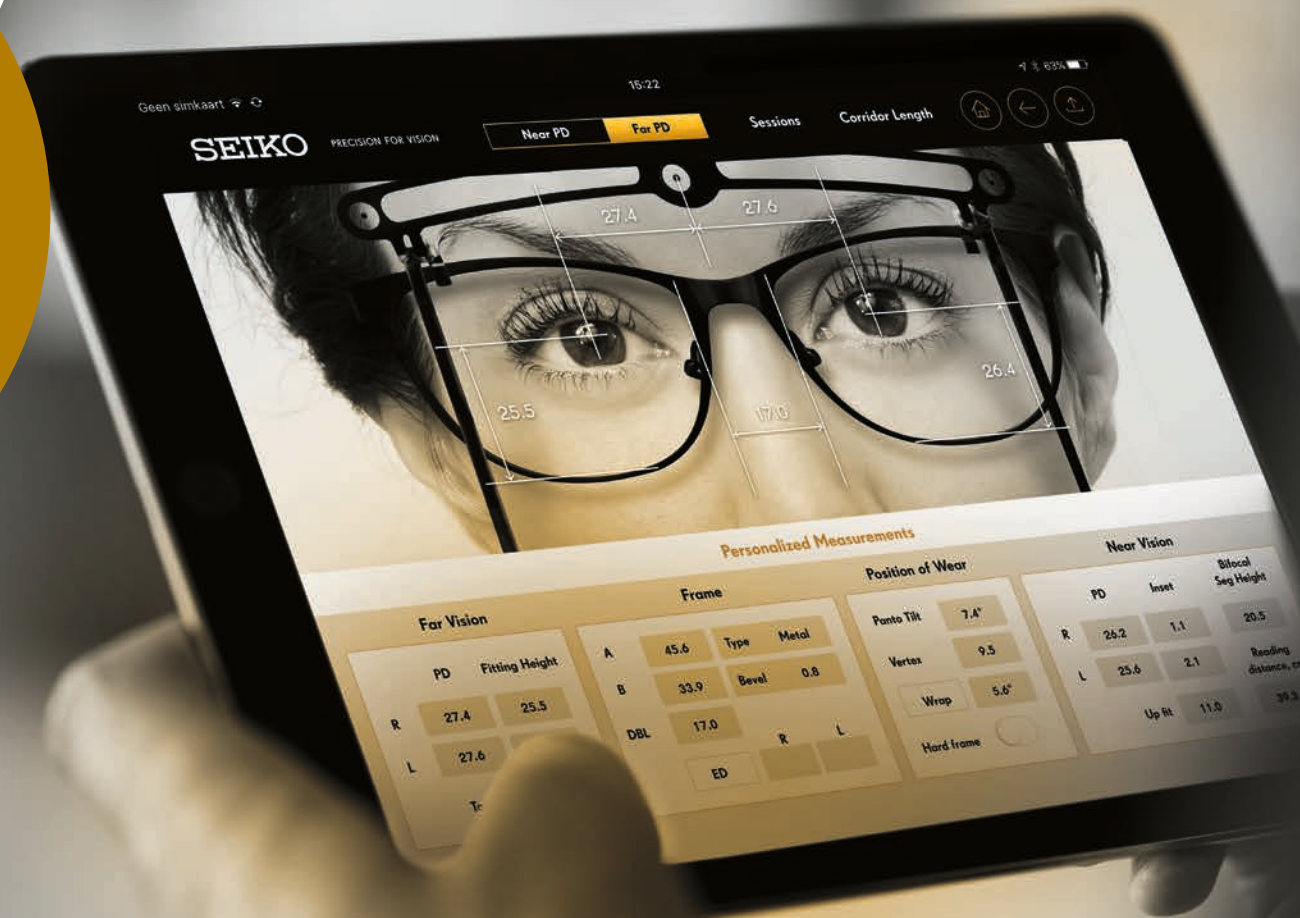 Geen simkaart
15:22
63%
SEIKO PRECISION FOR VISION
Near PD Far PD Sessions Corridor Length
27.4 27.6
25.5 17.0 26.4
Personalized Measurements
Far Vision
PD Fitting Height
R 27.4 25.5
L 27.6
Frame
A 45.6 Type Metal
B 33.9 Bevel 0.8
DBL 17.0
R L
ED
Position of Wear
Panto Tilt 7.4°
Vertex 9.5
Wrap 5.6°
Hard frame
Near Vision
PD Inset Bifocal
Seg Height
R 26.2 1.1 20.5
L 25.6 2.1 Reading
distance,
Up fit 11.0